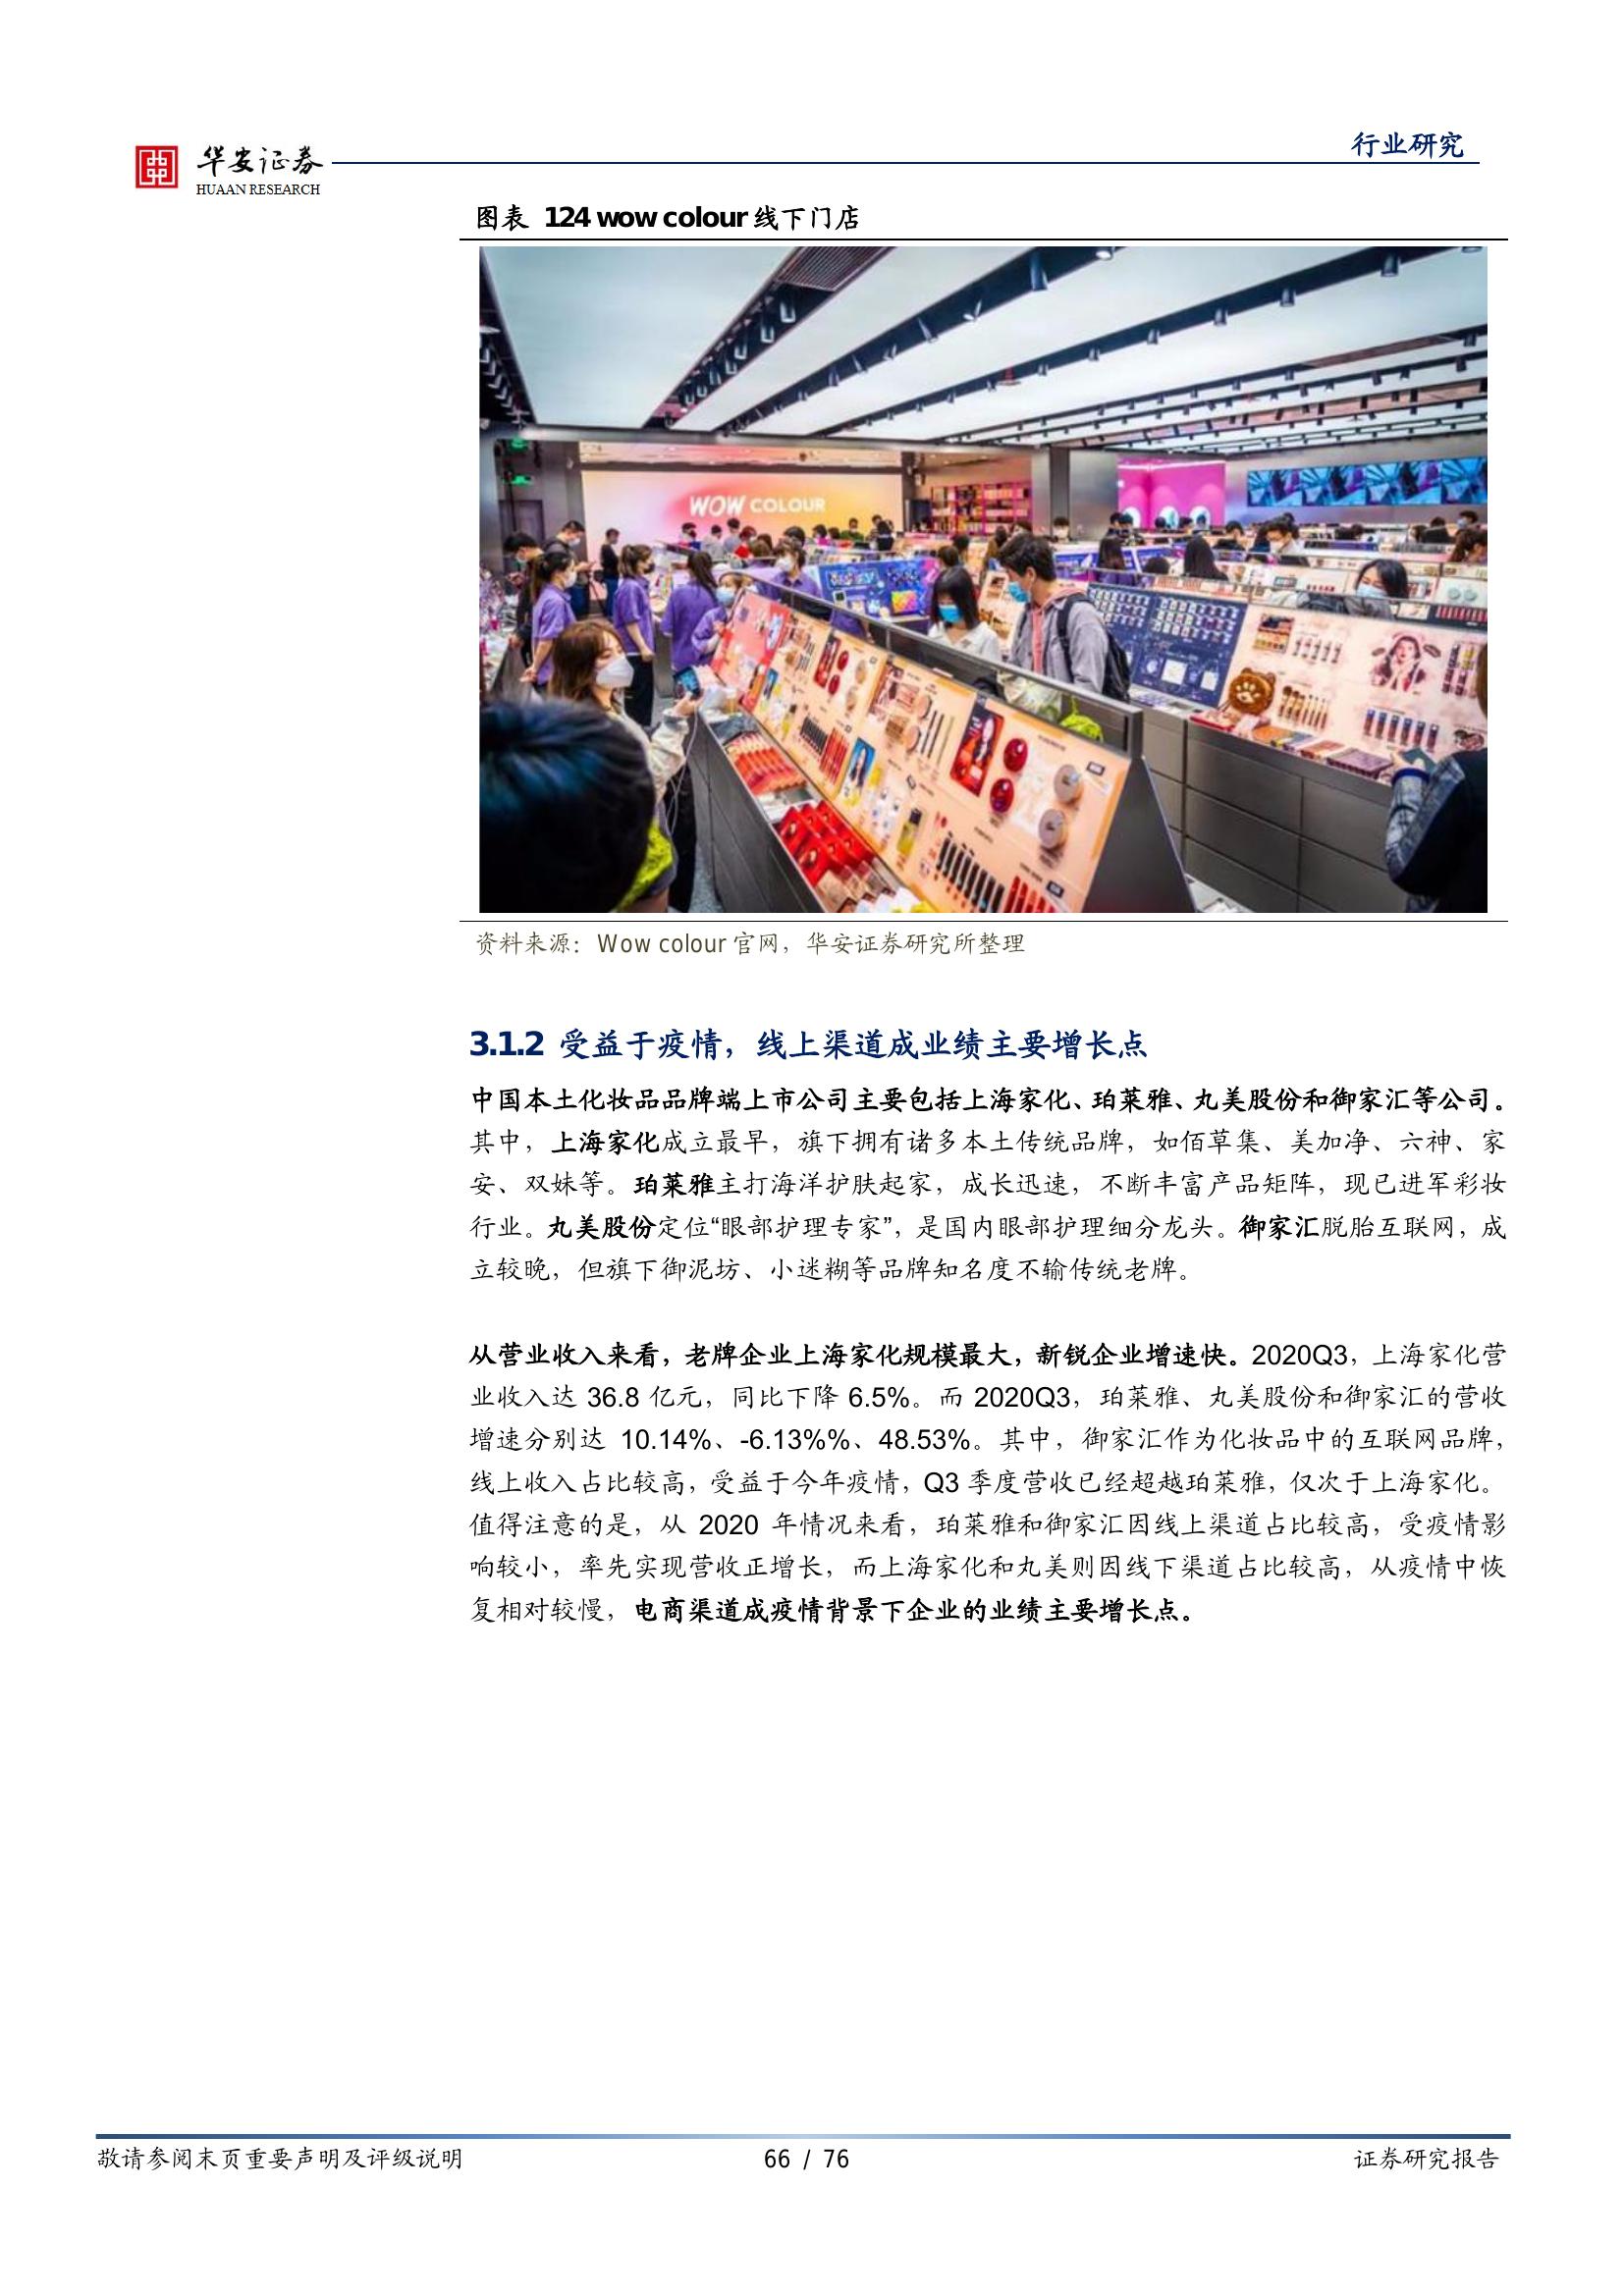 华安证券
HUAAN RESEARCH
行业研究
图表 124 wow colour 线下门店
WOW COLOUR
资料来源：Wow colour 官网，华安证券研究所整理
3.1.2 受益于疫情，线上渠道成业绩主要增长点
中国本土化妆品品牌端上市公司主要包括上海家化、珀莱雅、丸美股份和御家汇等公司。
其中，上海家化成立最早，旗下拥有诸多本土传统品牌，如佰草集、美加净、六神、家
安、双妹等。珀莱雅主打海洋护肤起家，成长迅速，不断丰富产品矩阵，现已进军彩妆
行业。丸美股份定位“眼部护理专家”，是国内眼部护理细分龙头。御家汇脱胎互联网，成
立较晚，但旗下御泥坊、小迷糊等品牌知名度不输传统老牌。
从营业收入来看，老牌企业上海家化规模最大，新锐企业增速快。2020Q3，上海家化营
业收入达 36.8 亿元，同比下降 6.5%。而 2020Q3，珀莱雅、丸美股份和御家汇的营收
增速分别达 10.14%、-6.13%%、48.53%。其中，御家汇作为化妆品中的互联网品牌，
线上收入占比较高，受益于今年疫情，Q3 季度营收已经超越珀莱雅，仅次于上海家化。
值得注意的是，从 2020 年情况来看，珀莱雅和御家汇因线上渠道占比较高，受疫情影
响较小，率先实现营收正增长，而上海家化和丸美则因线下渠道占比较高，从疫情中恢
复相对较慢，电商渠道成疫情背景下企业的业绩主要增长点。
敬请参阅末页重要声明及评级说明
66 / 76
证券研究报告